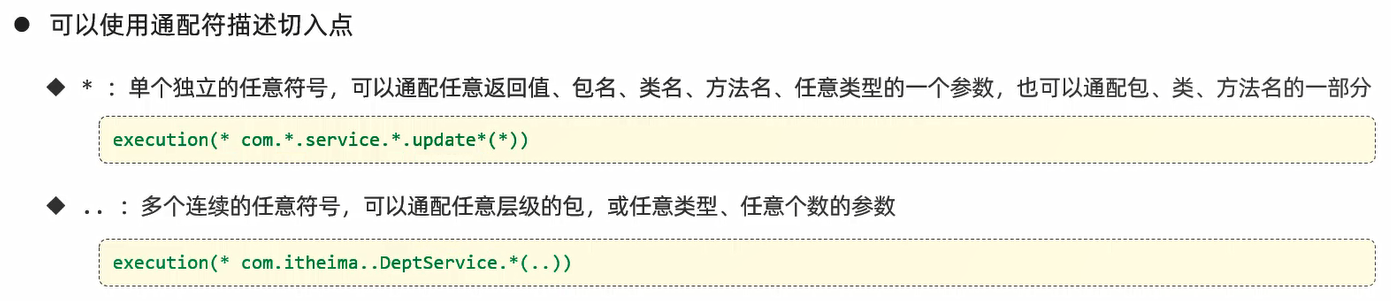 ● 可以使用通配符描述切入点
◆ * ：单个独立的任意符号，可以通配任意返回值、包名、类名、方法名、任意类型的一个参数，也可以通配包、类、方法名的一部分
execution(* com.*.service.*.update*(*))
◆ .. ：多个连续的任意符号，可以通配任意层级的包，或任意类型、任意个数的参数
execution(* com.itheima..DeptService.*(..))